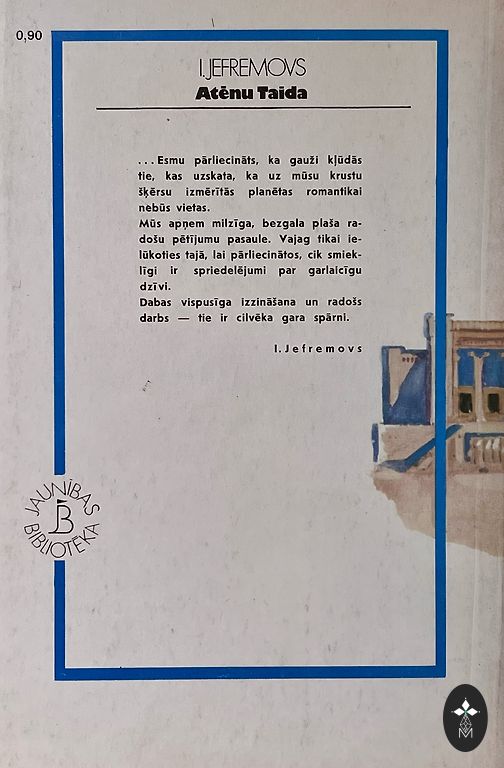 0,90
I. JEFREMOVS
Atēnu Taida
...Esmu pārliecināts, ka gauži kļūdās
tie, kas uzskata, ka uz mūsu krustu
šķērsu izmērītās planētas romantikai
nebūs vietas.
Mūs apņem milzīga, bezgala plaša ra-
došu pētījumu pasaule. Vajag tikai ie-
lūkoties tajā, lai pārliecinātos, cik smiek-
līgi ir spriedelējumi par garlaicīgu
dzīvi.
Dabas vispusīga izzināšana un radošs
darbs — tie ir cilvēka gara spārni.
I. Jefremovs
JAUNĪBAS
JB
BIBLIOTĒKA
M